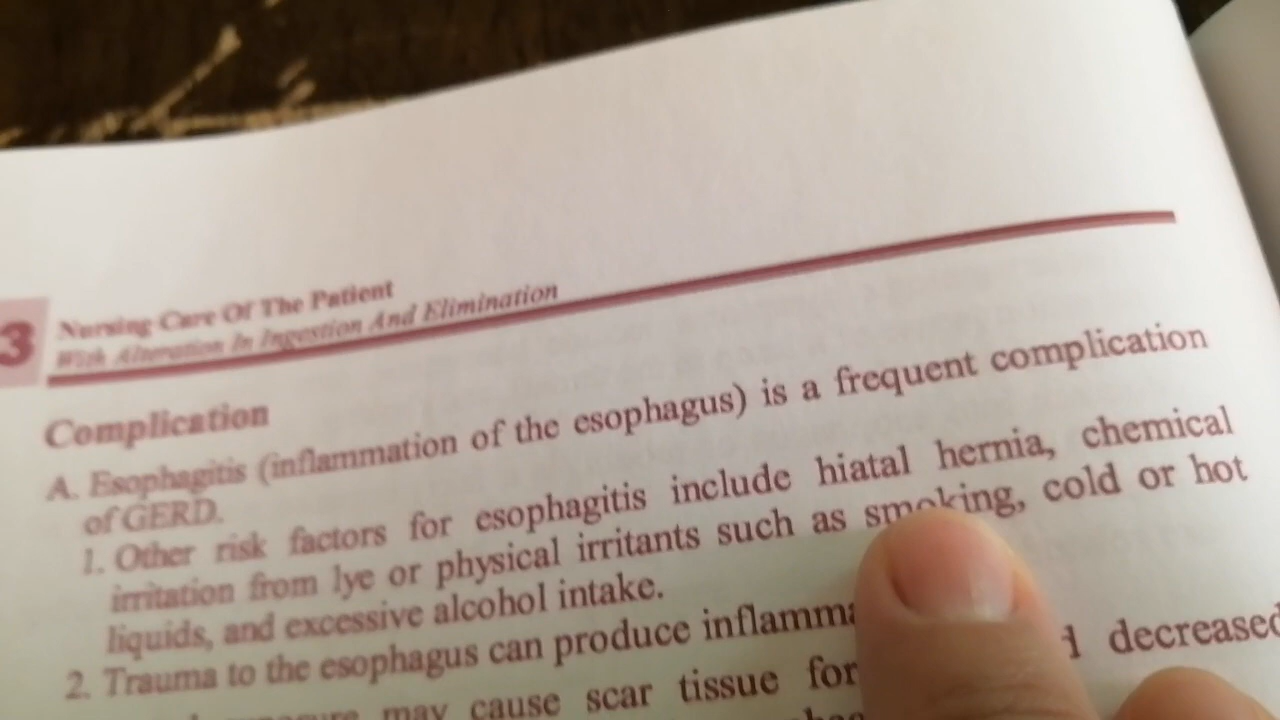 3
Nursing Care Of The Patient
With Alteration In Ingestion And Elimination
Complication
A. Esophagitis (inflammation of the esophagus) is a frequent complication
of GERD.
1. Other risk factors for esophagitis include hiatal hernia, chemical
irritation from lye or physical irritants such as smoking, cold or hot
liquids, and excessive alcohol intake.
2. Trauma to the esophagus can produce decreased
may cause scar tissue